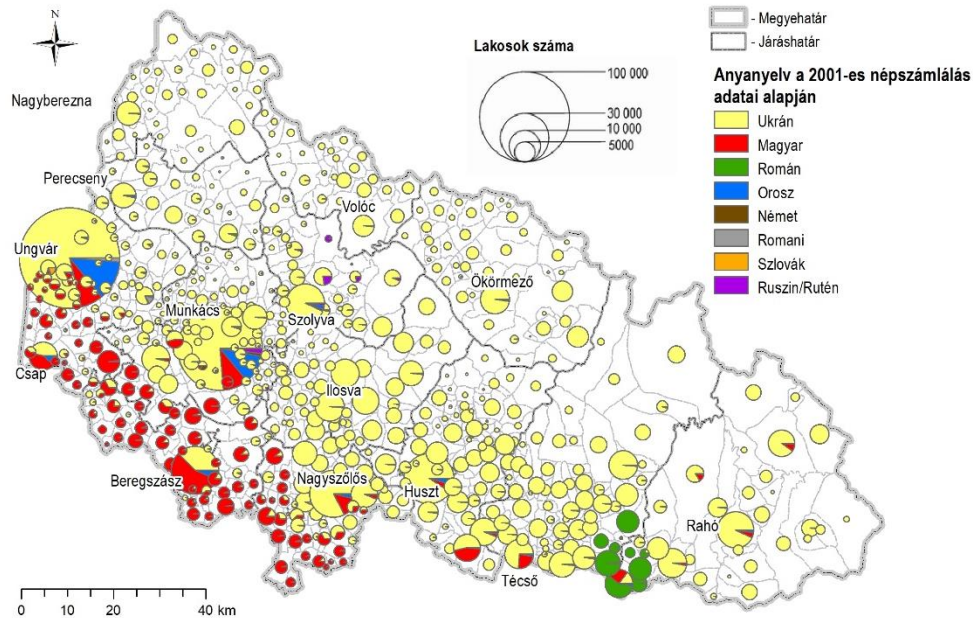 N
Lakosok száma
100 000
30 000
10 000
5000
- Megyehatár
- Járáshatár
Anyanyelv a 2001-es népszámlálás
adatai alapján
Ukrán
Magyar
Román
Orosz
Német
Romani
Szlovák
Ruszin/Rutén
Nagyberezna
Perecseny
Volóc
Ungvár
Ökörmező
Munkács
Szolyva
Csap
Ilosva
Beregszász
Nagyszőlős
Huszt
Rahó
Técső
0 10 20 40 km